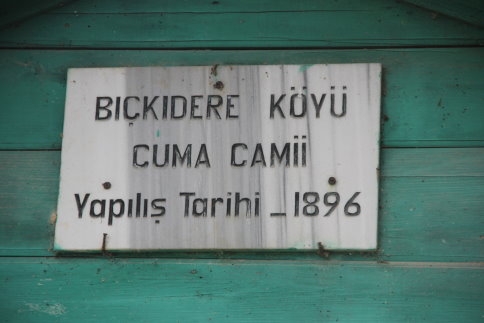 BIÇKIDERE KÖYÜ
CUMA CAMİİ
Yapılış Tarihi _ 1896